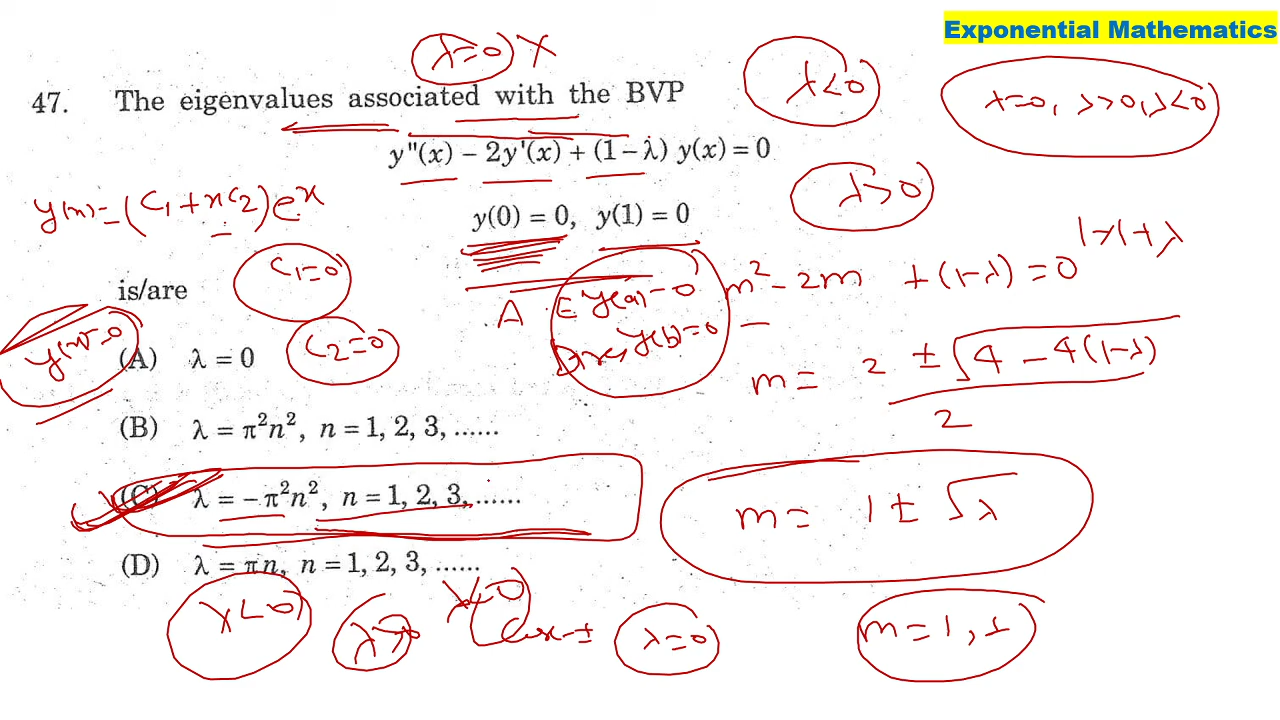 Exponential Mathematics
λ=0 X
λ<0
λ=0, λ>0, λ<0
47. The eigenvalues associated with the BVP
y"(x) – 2y'(x) + (1 – λ) y(x) = 0
λ>0
y(x)=(C1+xC2)e^x
y(0) = 0, y(1) = 0
C1=0
is/are
y(a)=0
m² - 2m + (1-λ) = 0
A
y(b)=0
y(x)=0
(A) λ = 0
C2=0
m = 2 ± √4 - 4(1-λ)
2
(B) λ = π²n², n = 1, 2, 3, ......
(C) λ = – π²n², n = 1, 2, 3, ......
m = 1 ± √λ
(D) λ = πn, n = 1, 2, 3, ......
λ<0
λ>0
λ=0
m=1, 1